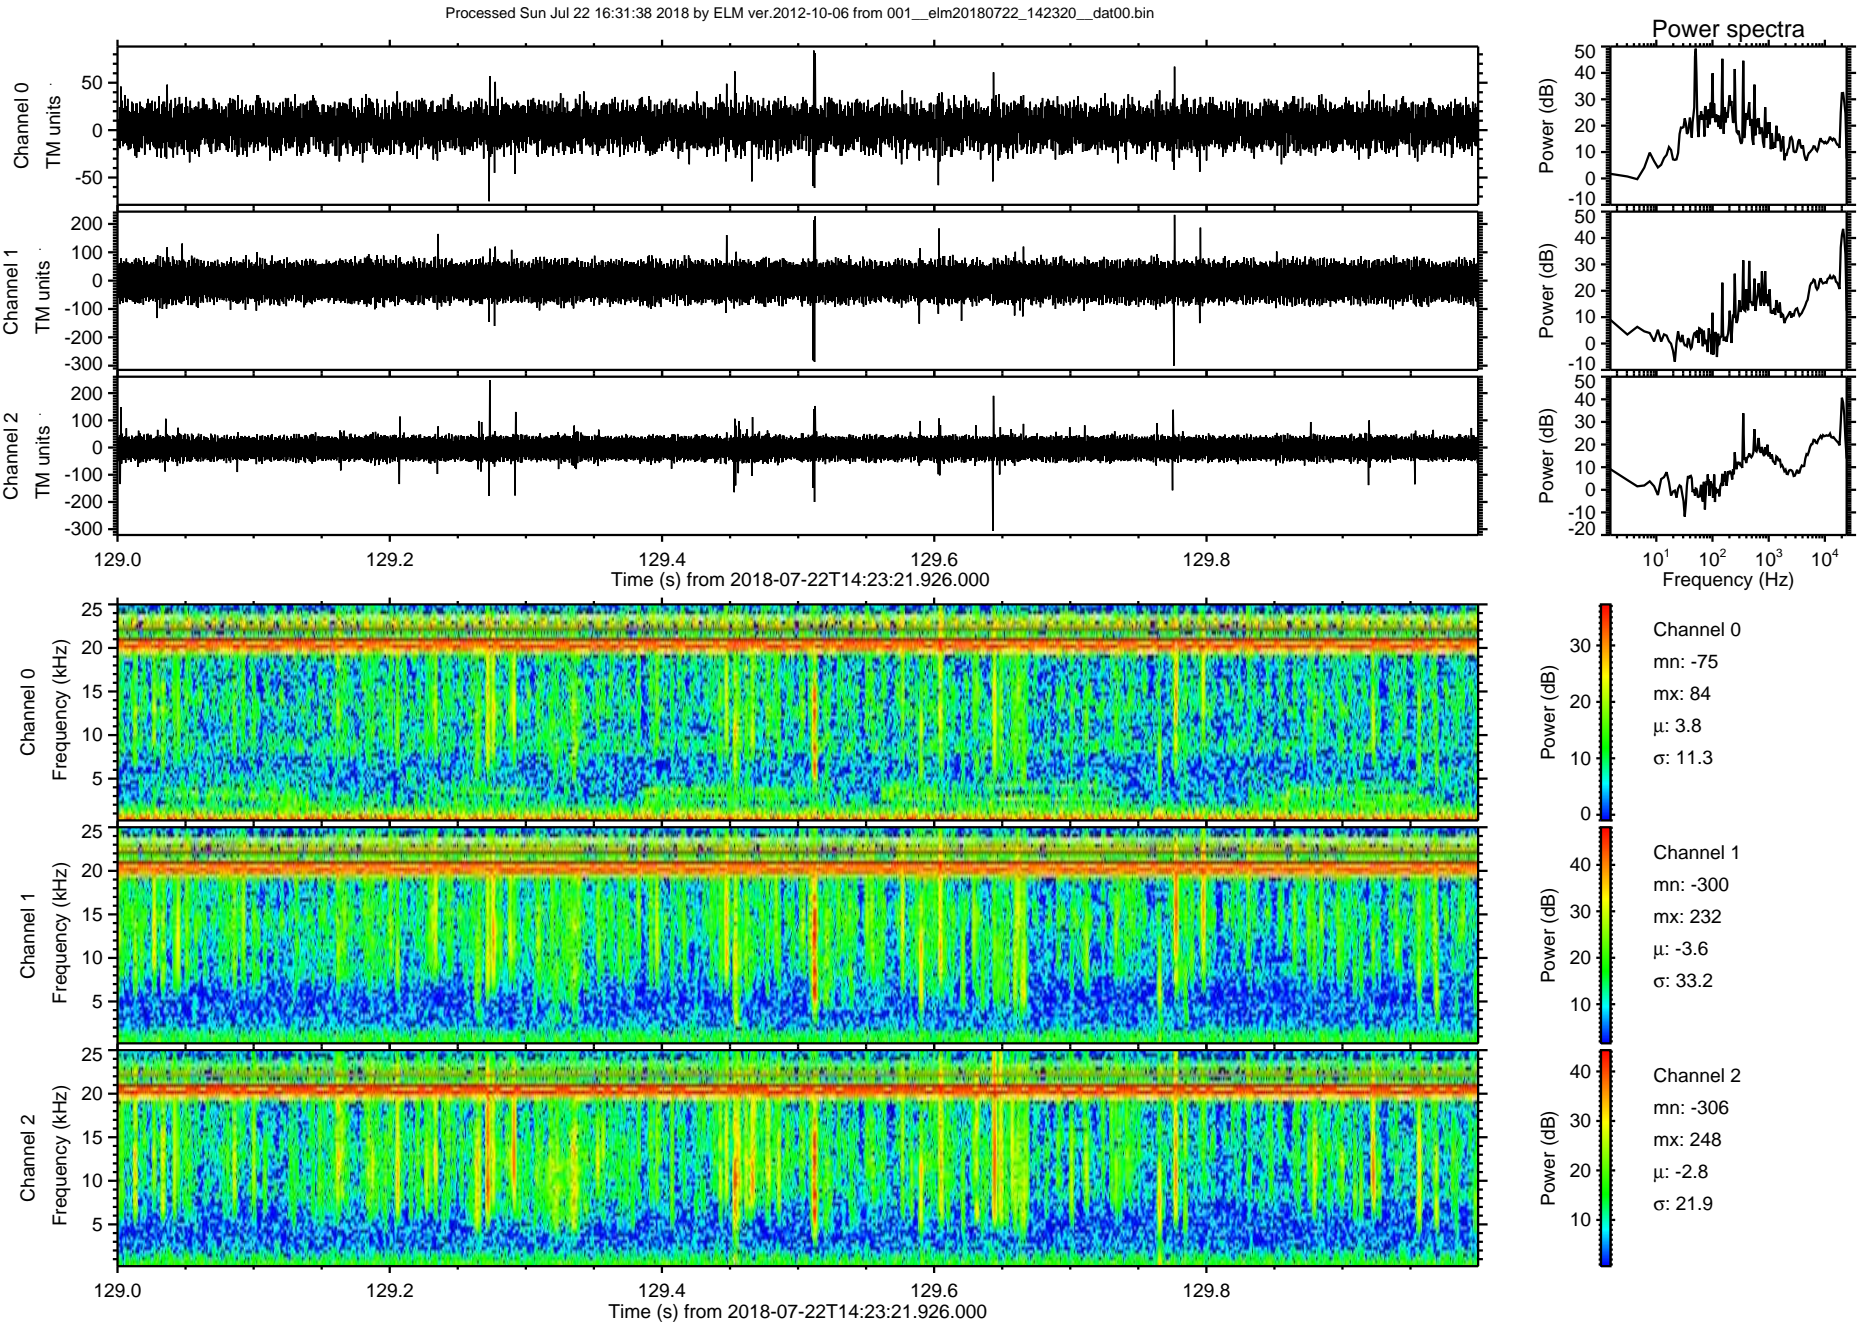 Processed Sun Jul 22 16:31:38 2018 by ELM ver.2012-10-06 from 001__elm20180722_142320__dat00.bin
Power spectra
Channel 0
TM units
50
0
-50
Power (dB)
50
40
30
20
10
0
-10
Channel 1
TM units
200
100
0
-100
-200
-300
Power (dB)
50
40
30
20
10
0
-10
Channel 2
TM units
200
100
0
-100
-200
-300
Power (dB)
50
40
30
20
10
0
-10
-20
129.0 129.2 129.4 129.6 129.8
Time (s) from 2018-07-22T14:23:21.926.000
10¹ 10² 10³ 10⁴
Frequency (Hz)
Channel 0
Frequency (kHz)
25
20
15
10
5
Power (dB)
30
20
10
0
Channel 0
mn: -75
mx: 84
μ: 3.8
σ: 11.3
Channel 1
Frequency (kHz)
25
20
15
10
5
Power (dB)
40
30
20
10
Channel 1
mn: -300
mx: 232
μ: -3.6
σ: 33.2
Channel 2
Frequency (kHz)
25
20
15
10
5
Power (dB)
40
30
20
10
Channel 2
mn: -306
mx: 248
μ: -2.8
σ: 21.9
129.0 129.2 129.4 129.6 129.8
Time (s) from 2018-07-22T14:23:21.926.000